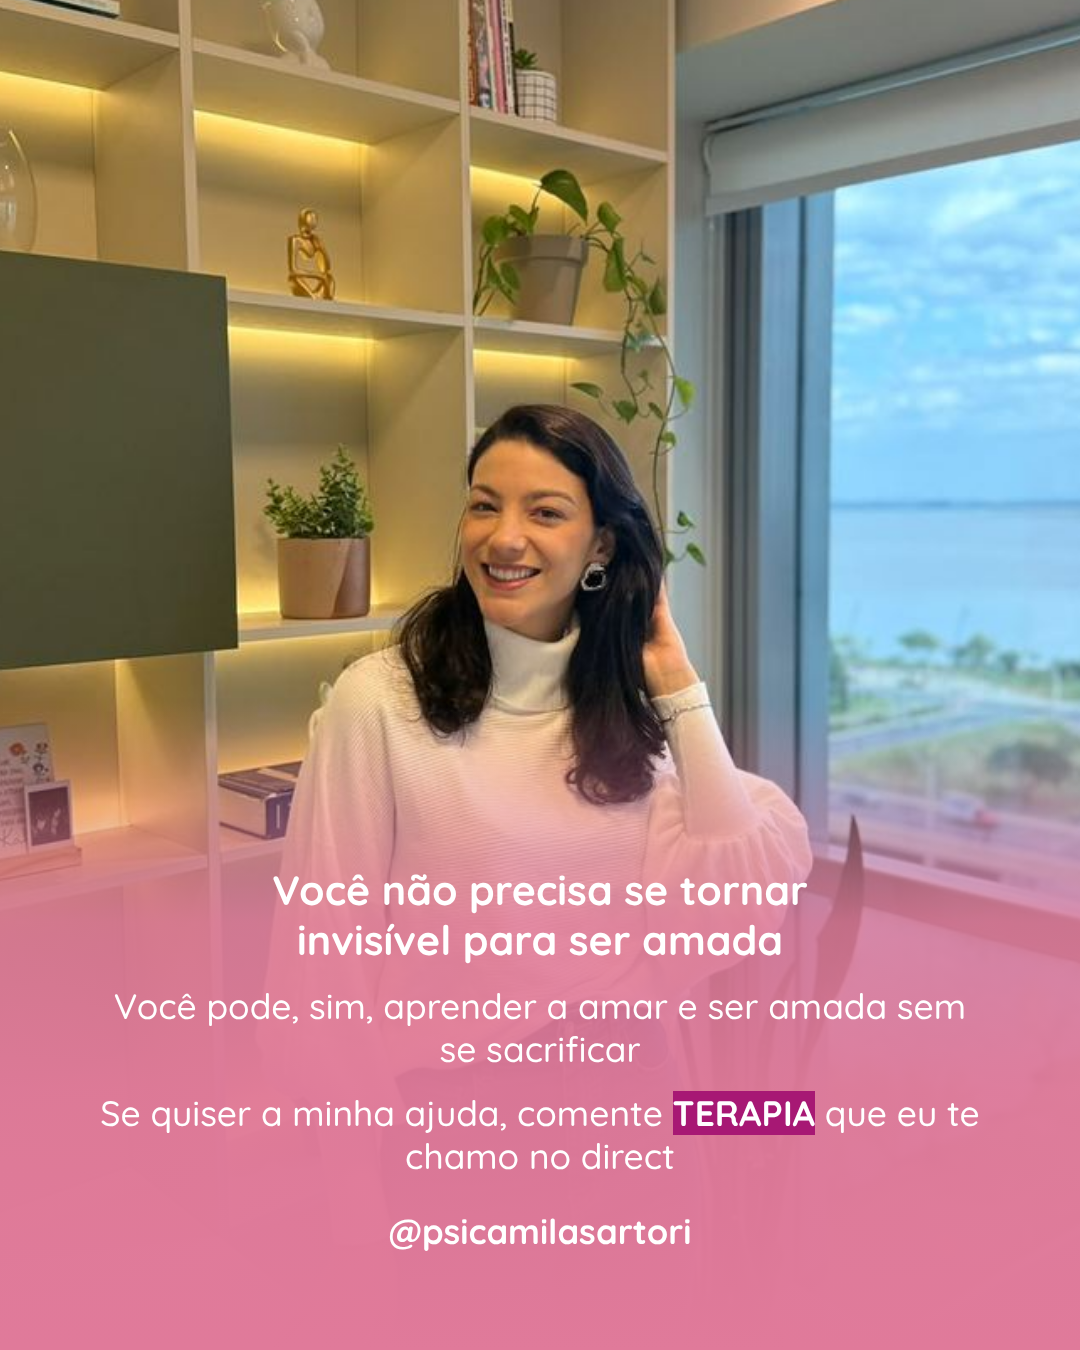 Você não precisa se tornar
invisível para ser amada
Você pode, sim, aprender a amar e ser amada sem
se sacrificar
Se quiser a minha ajuda, comente TERAPIA que eu te
chamo no direct
@psicamilasartori